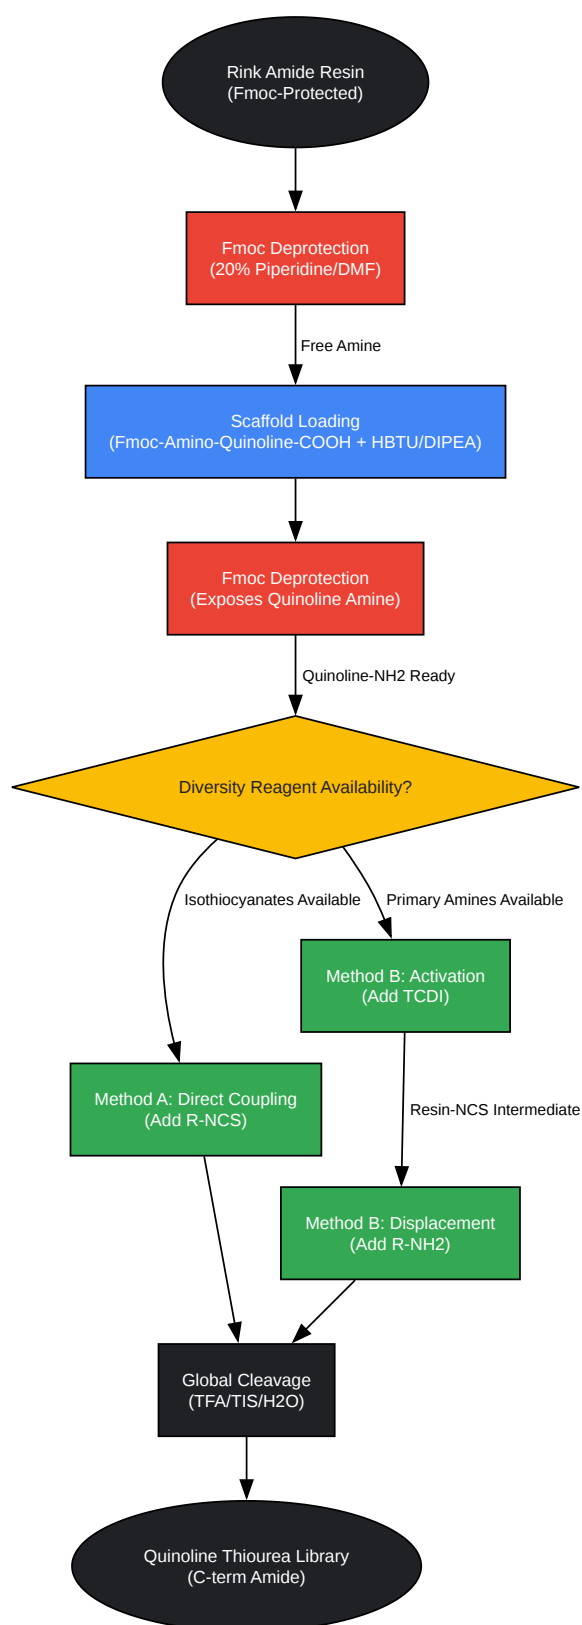 Rink Amide Resin
(Fmoc-Protected)
Fmoc Deprotection
(20% Piperidine/DMF)
Free Amine
Scaffold Loading
(Fmoc-Amino-Quinoline-COOH + HBTU/DIPEA)
Fmoc Deprotection
(Exposes Quinoline Amine)
Quinoline-NH2 Ready
Diversity Reagent Availability?
Isothiocyanates Available
Primary Amines Available
Method B: Activation
(Add TCDI)
Method A: Direct Coupling
(Add R-NCS)
Resin-NCS Intermediate
Method B: Displacement
(Add R-NH2)
Global Cleavage
(TFA/TIS/H2O)
Quinoline Thiourea Library
(C-term Amide)